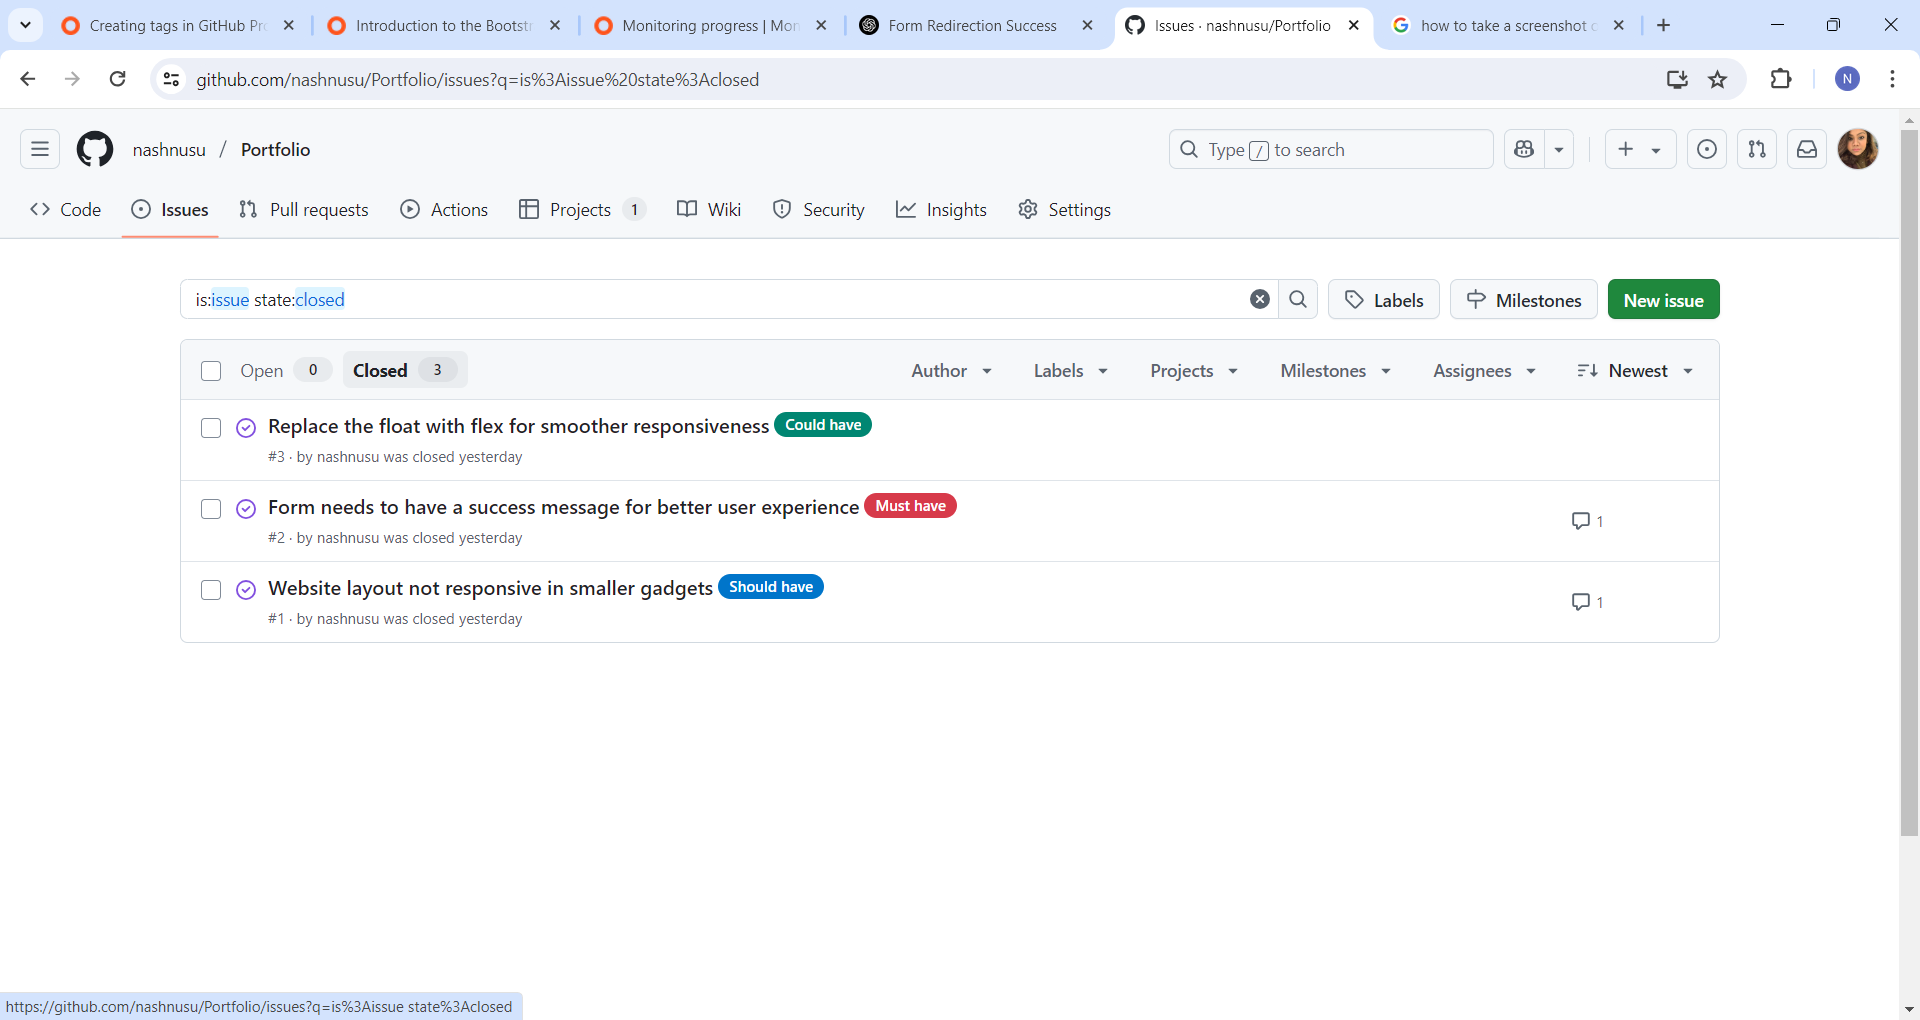 Creating tags in GitHub Pr
Introduction to the Bootst
Monitoring progress | Mon
Form Redirection Success
Issues · nashnusu/Portfolio
how to take a screenshot
github.com/nashnusu/Portfolio/issues?q=is%3Aissue%20state%3Aclosed
N
nashnusu / Portfolio
Type / to search
Code
Issues
Pull requests
Actions
Projects 1
Wiki
Security
Insights
Settings
is:issue state:closed
Labels
Milestones
New issue
Open 0
Closed 3
Author
Labels
Projects
Milestones
Assignees
Newest
Replace the float with flex for smoother responsiveness Could have
#3 · by nashnusu was closed yesterday
Form needs to have a success message for better user experience Must have
#2 · by nashnusu was closed yesterday
1
Website layout not responsive in smaller gadgets Should have
#1 · by nashnusu was closed yesterday
1
https://github.com/nashnusu/Portfolio/issues?q=is%3Aissue state%3Aclosed